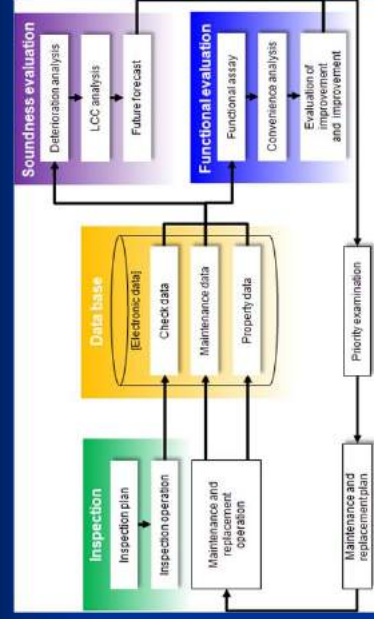 Inspection
Inspection plan
Inspection operation
Maintenance and
replacement
operation
Data base
[Electronic data]
Check data
Maintenance data
Property data
Soundness evaluation
Deterioration analysis
LCC analysis
Future forecast
Functional evaluation
Functional assay
Convenience analysis
Evaluation of
improvement
and improvement
Priority examination
Maintenance and
replacement plan